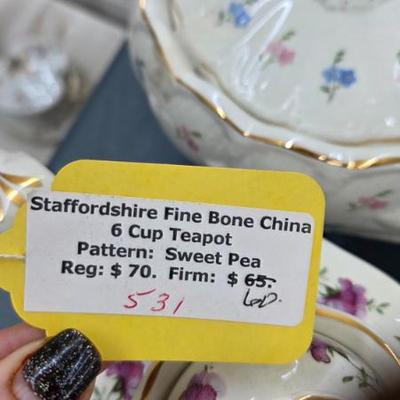 Staffordshire Fine Bone China
6 Cup Teapot
Pattern: Sweet Pea
Reg: $ 70. Firm: $ 65.
531 60.